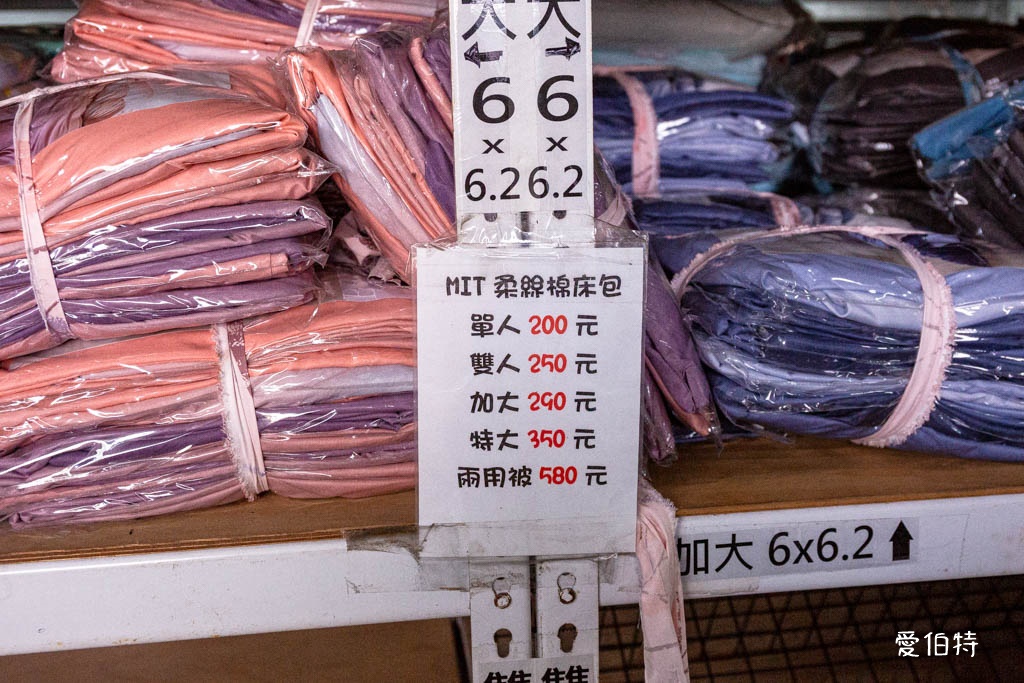 大 大
← →
6 6
x x
6.2 6.2
MIT 柔絲棉床包
單人 200 元
雙人 250 元
加大 290 元
特大 350 元
兩用被 580 元
加大 6x6.2 ↑
愛伯特